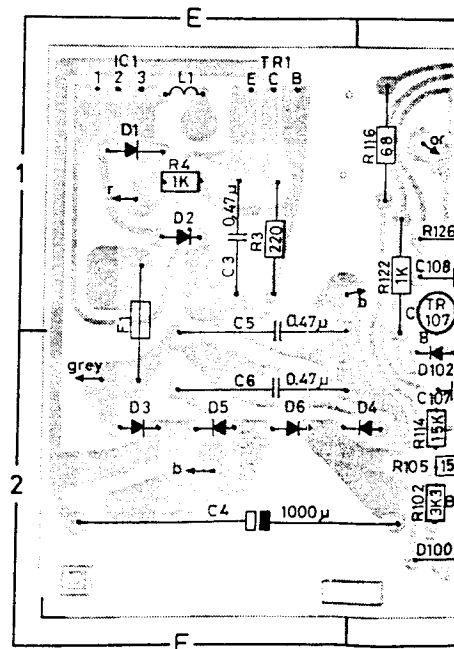 E
IC1 L1 TR1
1 2 3 E C B
D1
R4
1K
R116
68
or
1
r
D2
0.47µ
C3
R3
220
R126
R122
1K
C108
b
C
TR
107
F1
C5 0.47µ
B
grey
D102
C6 0.47µ
C107
D3 D5 D6 D4
R114
15K
b
R105 15
2
R102
3K3
B
C4 1000µ
D100
E